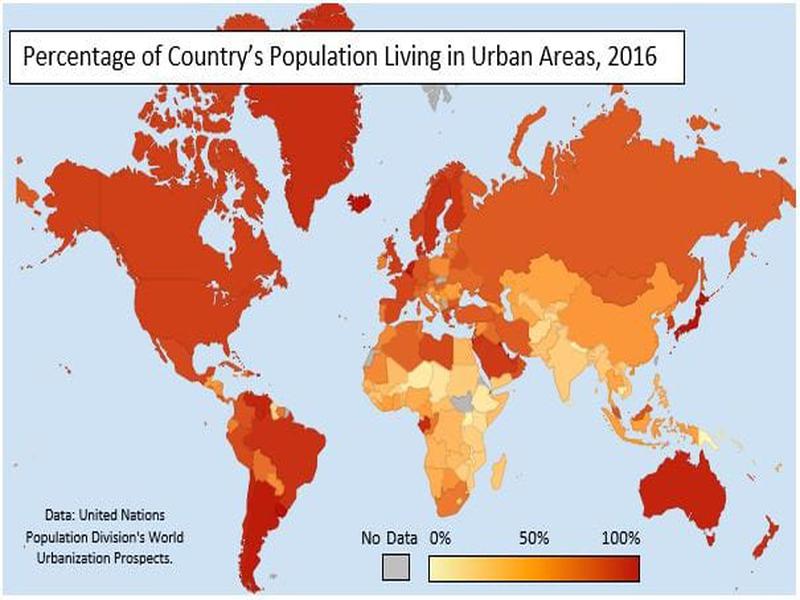 Percentage of Country's Population Living in Urban Areas, 2016
Data: United Nations
Population Division's World
Urbanization Prospects.
No Data 0% 50% 100%